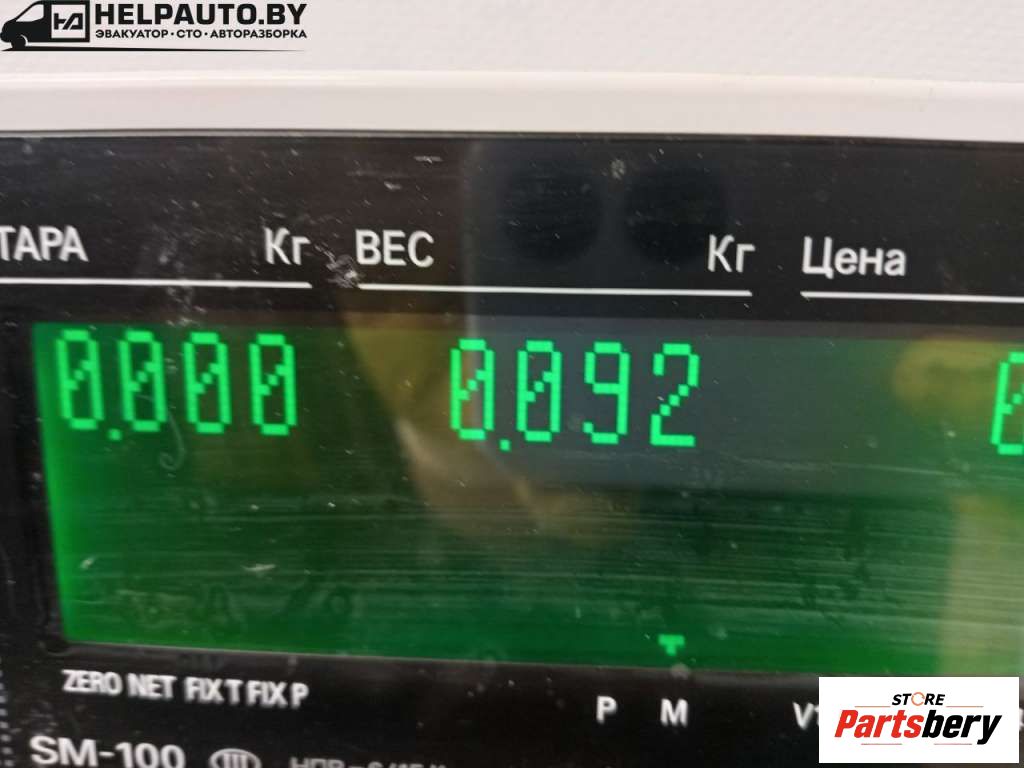 HELPAUTO.BY
ЭВАКУАТОР·СТО·АВТОРАЗБОРКА
ТАРА Кг ВЕС Кг Цена
0.000 0.092
ZERO NET FIX T FIX P P M
SM-100
STORE
Partsbery